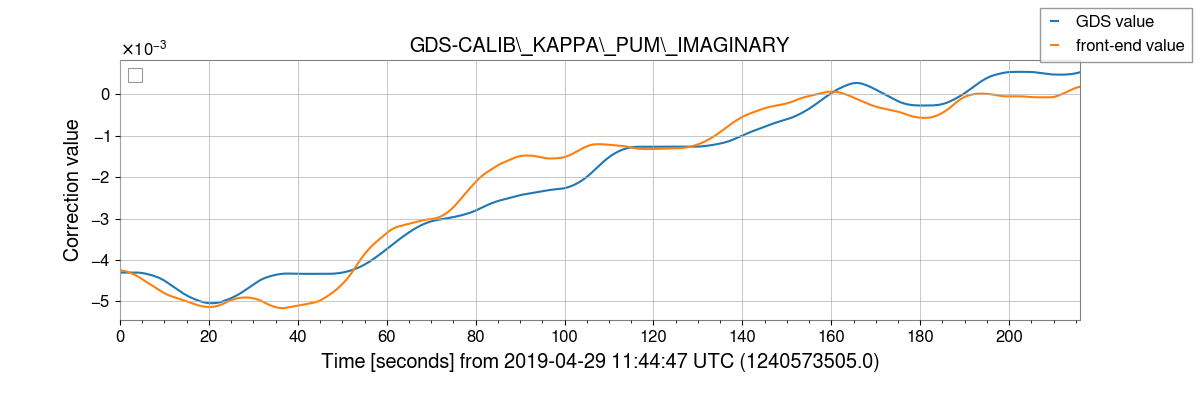 GDS value
front-end value
×10⁻³
GDS-CALIB\_KAPPA\_PUM\_IMAGINARY
Correction value
0
−1
−2
−3
−4
−5
0 20 40 60 80 100 120 140 160 180 200
Time [seconds] from 2019-04-29 11:44:47 UTC (1240573505.0)